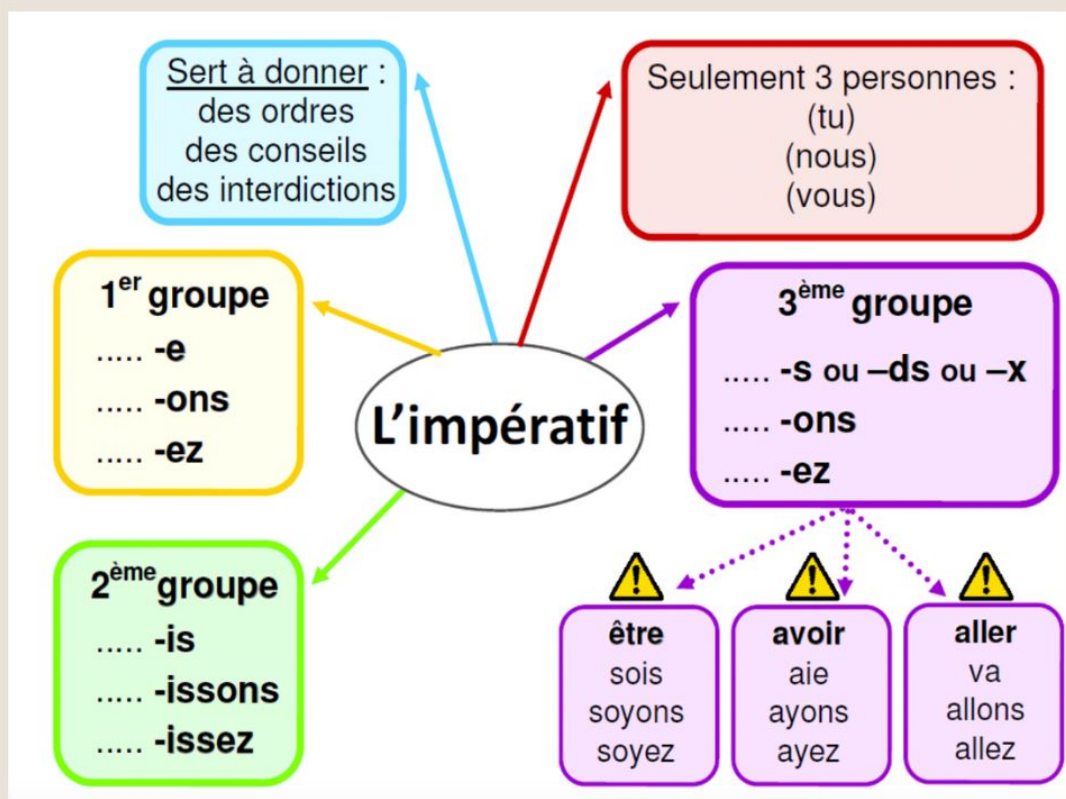 Sert à donner :
des ordres
des conseils
des interdictions
Seulement 3 personnes :
(tu)
(nous)
(vous)
1er groupe
..... -e
..... -ons
..... -ez
L'impératif
3ème groupe
..... -s ou –ds ou –x
..... -ons
..... -ez
2ème groupe
..... -is
..... -issons
..... -issez
être
sois
soyons
soyez
avoir
aie
ayons
ayez
aller
va
allons
allez